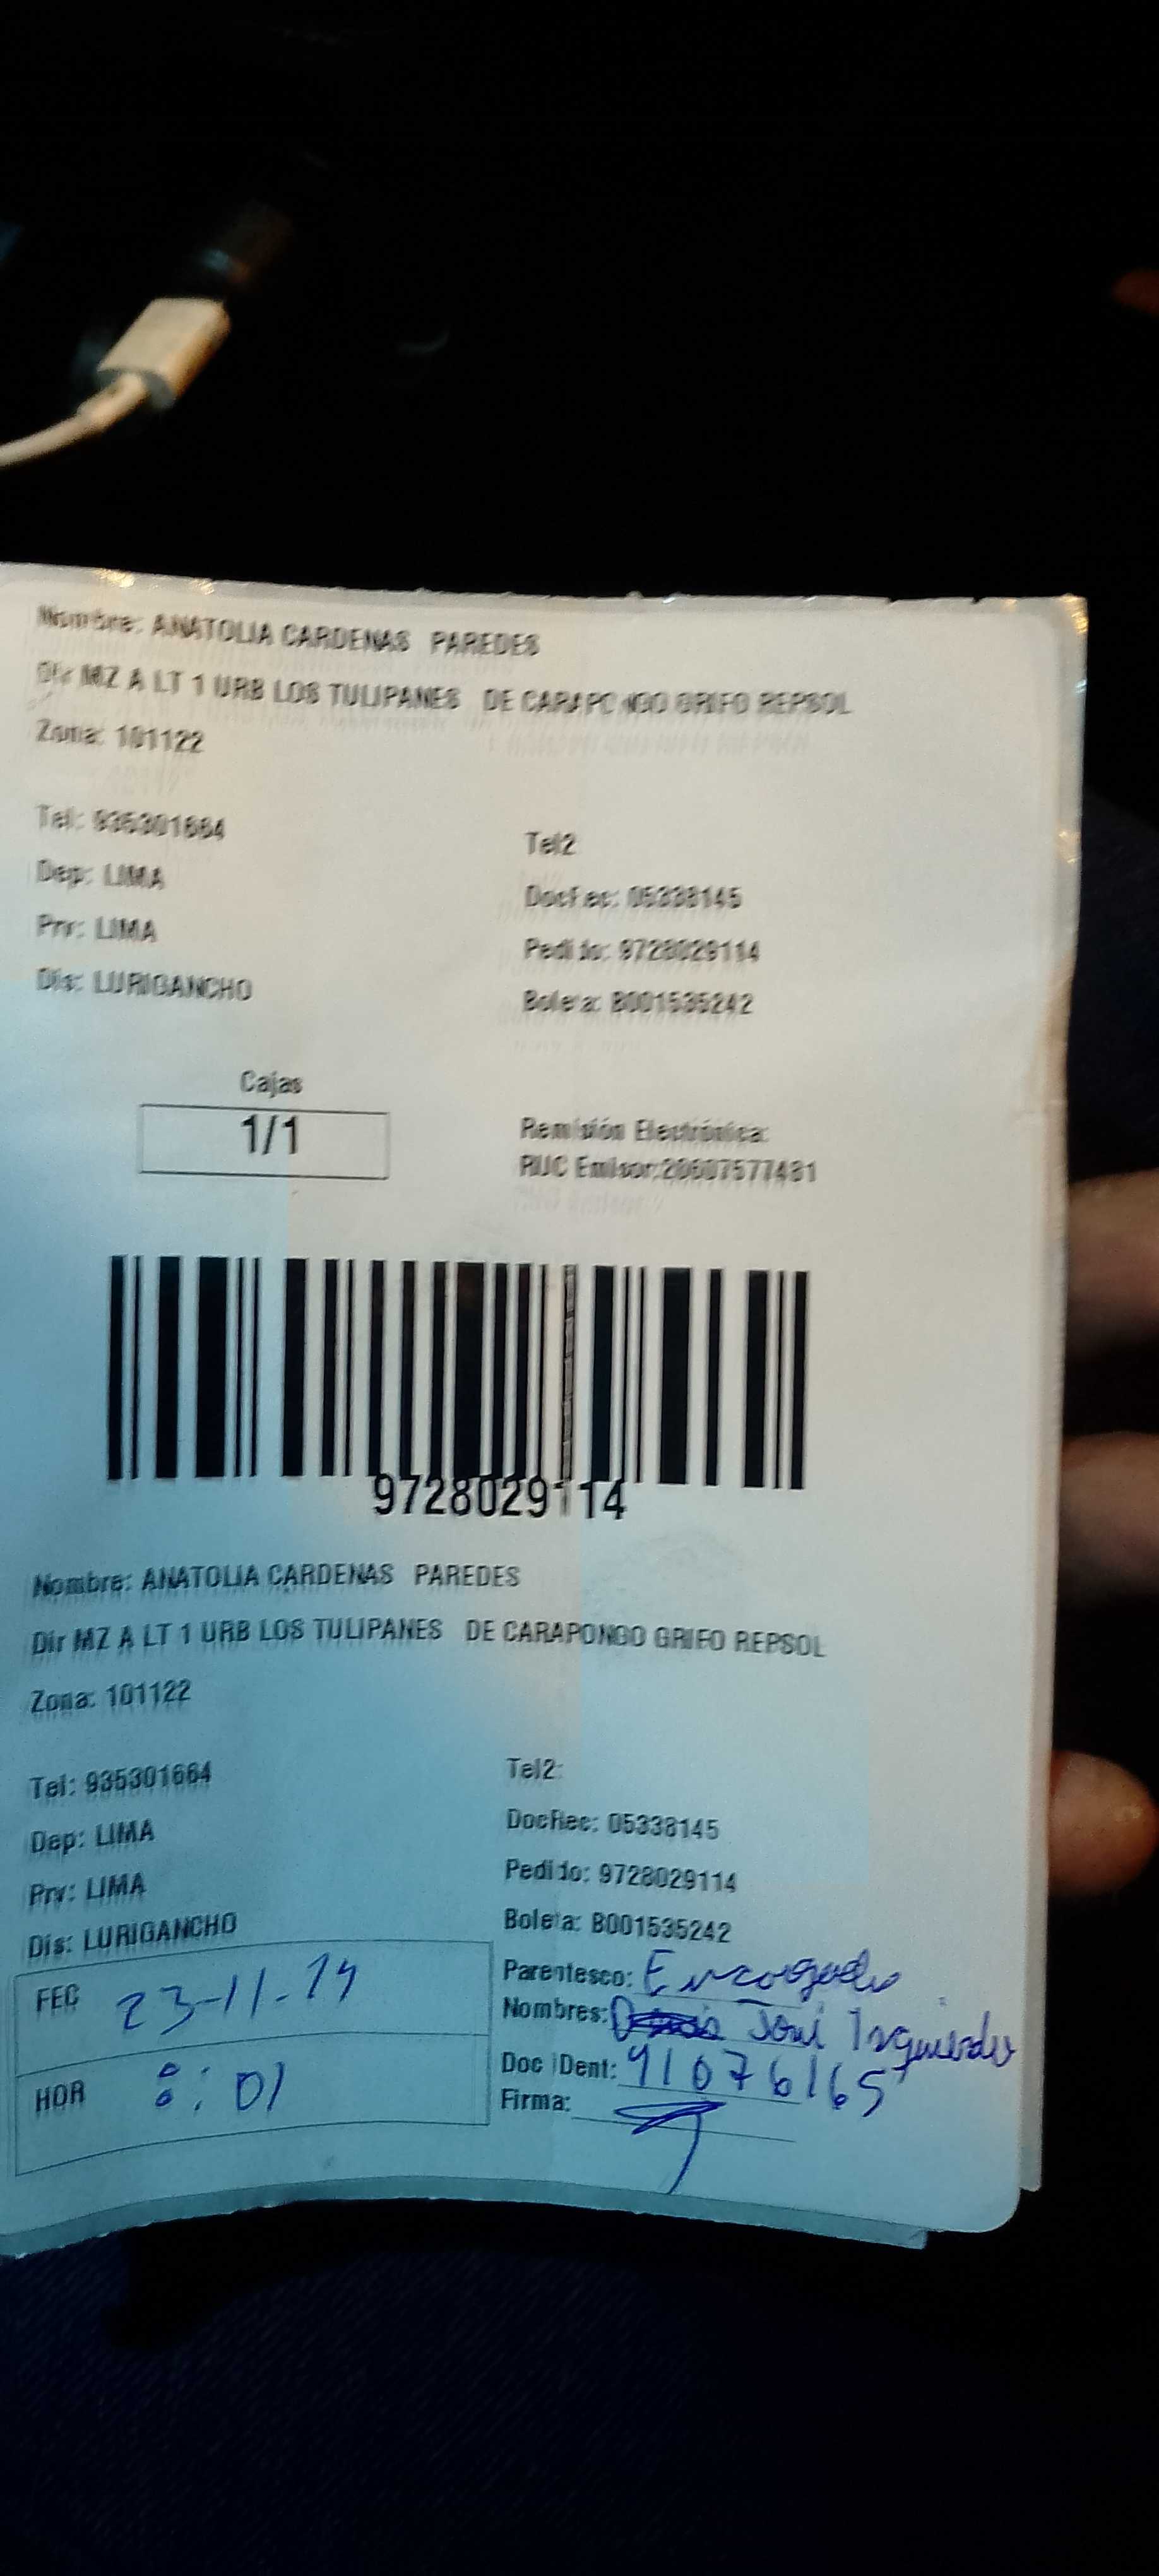 Nombre: ANATOLIA CARDENAS PAREDES
Dir MZ A LT 1 URB LOS TULIPANES DE CARAPONGO GRIFO REPSOL
Zona: 101122
Tel: 935301664
Tel2
Dep: LIMA
DocRec: 05338145
Prv: LIMA
Pedido: 9728029114
Dis: LURIGANCHO
Boleta: B001535242
Cajas
1/1
Remisión Electrónica:
RUC Emisor:20607577431
9728029114
Nombre: ANATOLIA CARDENAS PAREDES
Dir MZ A LT 1 URB LOS TULIPANES DE CARAPONGO GRIFO REPSOL
Zona: 101122
Tel: 935301664
Tel2:
Dep: LIMA
DocRec: 05338145
Prv: LIMA
Pedido: 9728029114
Dis: LURIGANCHO
Boleta: B001535242
FEC 23-11-
Parentesco: Encargado
Nombres: Izquierdo
HOR 8:01
Doc iDent:
Firma: